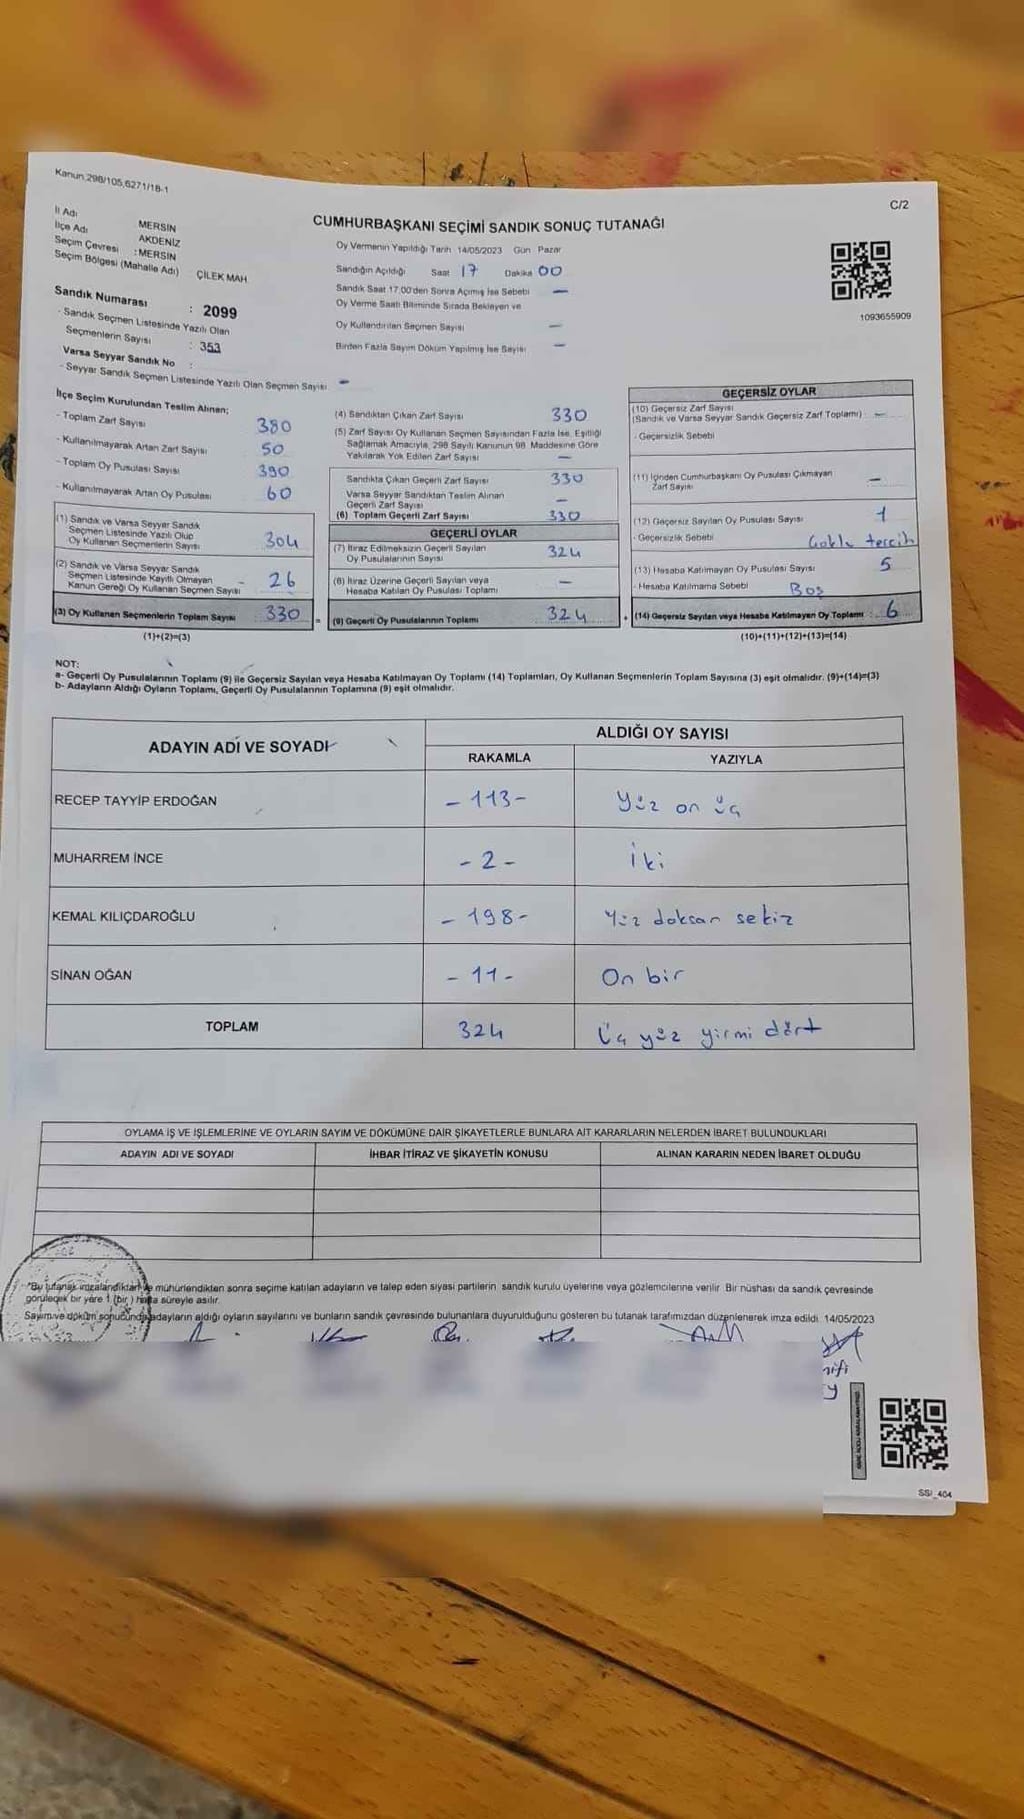 Kanun,298/105,6271/18-1
C/2
İl Adı MERSİN
İlçe Adı AKDENİZ
Seçim Çevresi : MERSİN
Seçim Bölgesi (Mahalle Adı) ÇİLEK MAH
CUMHURBAŞKANI SEÇİMİ SANDIK SONUÇ TUTANAĞI
Oy Vermenin Yapıldığı Tarih 14/05/2023 Gün Pazar
Sandığın Açıldığı Saat 17 Dakika 00
Sandık Saat 17.00'den Sonra Açılmış İse Sebebi —
Oy Verme Saati Bitiminde Sırada Bekleyen ve
Oy Kullandırılan Seçmen Sayısı —
Birden Fazla Sayım Döküm Yapılmış İse Sayısı —
1093655909
Sandık Numarası : 2099
- Sandık Seçmen Listesinde Yazılı Olan
Seçmenlerin Sayısı : 353
Varsa Seyyar Sandık No :
- Seyyar Sandık Seçmen Listesinde Yazılı Olan Seçmen Sayısı —
İlçe Seçim Kurulundan Teslim Alınan;
- Toplam Zarf Sayısı 380
- Kullanılmayarak Artan Zarf Sayısı 50
- Toplam Oy Pusulası Sayısı 390
- Kullanılmayarak Artan Oy Pusulası 60
(1) Sandık ve Varsa Seyyar Sandık
Seçmen Listesinde Yazılı Olup
Oy Kullanan Seçmenlerin Sayısı 304
(2) Sandık ve Varsa Seyyar Sandık
Seçmen Listesinde Kayıtlı Olmayan
Kanun Gereği Oy Kullanan Seçmen Sayısı - 26
(3) Oy Kullanan Seçmenlerin Toplam Sayısı 330
(1)+(2)=(3)
(4) Sandıktan Çıkan Zarf Sayısı 330
(5) Zarf Sayısı Oy Kullanan Seçmen Sayısından Fazla İse, Eşitliği
Sağlamak Amacıyla, 298 Sayılı Kanunun 98. Maddesine Göre
Yakılarak Yok Edilen Zarf Sayısı —
Sandıkta Çıkan Geçerli Zarf Sayısı 330
Varsa Seyyar Sandıktan Teslim Alınan
Geçerli Zarf Sayısı —
(6) Toplam Geçerli Zarf Sayısı 330
GEÇERLİ OYLAR
(7) İtiraz Edilmeksizin Geçerli Sayılan
Oy Pusulalarının Sayısı 324
(8) İtiraz Üzerine Geçerli Sayılan veya
Hesaba Katılan Oy Pusulası Toplamı —
= (9) Geçerli Oy Pusulalarının Toplamı 324
GEÇERSİZ OYLAR
(10) Geçersiz Zarf Sayısı
(Sandık ve Varsa Seyyar Sandık Geçersiz Zarf Toplamı) —
- Geçersizlik Sebebi
(11) İçinden Cumhurbaşkanı Oy Pusulası Çıkmayan
Zarf Sayısı —
(12) Geçersiz Sayılan Oy Pusulası Sayısı 1
- Geçersizlik Sebebi Çoklu tercih
(13) Hesaba Katılmayan Oy Pusulası Sayısı 5
- Hesaba Katılmama Sebebi Boş
+ (14) Geçersiz Sayılan veya Hesaba Katılmayan Oy Toplamı 6
(10)+(11)+(12)+(13)=(14)
NOT:
a- Geçerli Oy Pusulalarının Toplamı (9) ile Geçersiz Sayılan veya Hesaba Katılmayan Oy Toplamı (14) Toplamları, Oy Kullanan Seçmenlerin Toplam Sayısına (3) eşit olmalıdır. (9)+(14)=(3)
b- Adayların Aldığı Oyların Toplamı, Geçerli Oy Pusulalarının Toplamına (9) eşit olmalıdır.
ADAYIN ADI VE SOYADI
ALDIĞI OY SAYISI
RAKAMLA YAZIYLA
RECEP TAYYİP ERDOĞAN - 113 - Yüz on üç
MUHARREM İNCE - 2 - İki
KEMAL KILIÇDAROĞLU - 198 - Yüz doksan sekiz
SİNAN OĞAN - 11 - On bir
TOPLAM 324 Üç yüz yirmi dört
OYLAMA İŞ VE İŞLEMLERİNE VE OYLARIN SAYIM VE DÖKÜMÜNE DAİR ŞİKAYETLERLE BUNLARA AİT KARARLARIN NELERDEN İBARET BULUNDUKLARI
ADAYIN ADI VE SOYADI İHBAR İTİRAZ VE ŞİKAYETİN KONUSU ALINAN KARARIN NEDEN İBARET OLDUĞU
*Bu tutanak imzalandıktan ve mühürlendikten sonra seçime katılan adayların ve talep eden siyasi partilerin sandık kurulu üyelerine veya gözlemcilerine verilir. Bir nüshası da sandık çevresinde
görülecek bir yere 1 (bir) hafta süreyle asılır.
Sayım ve döküm sonucunda adayların aldığı oyların sayılarını ve bunların sandık çevresinde bulunanlara duyurulduğunu gösteren bu tutanak tarafımızdan düzenlenerek imza edildi. 14/05/2023
SSI_404